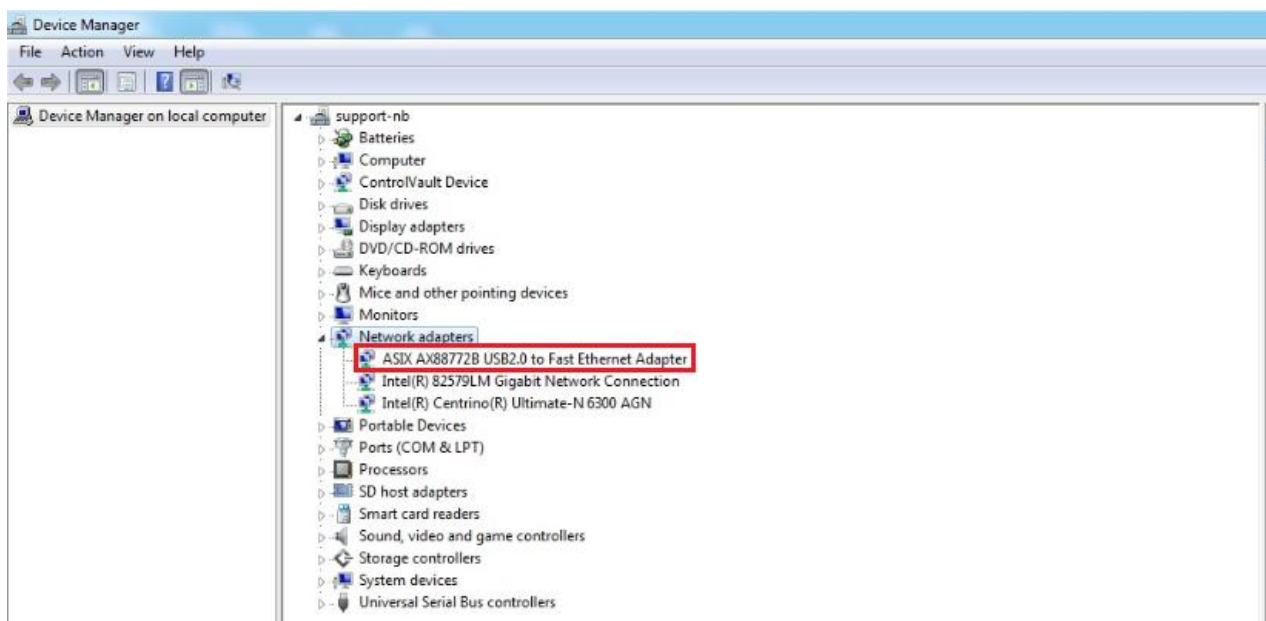 Device Manager
File Action View Help
Device Manager on local computer
support-nb
Batteries
Computer
ControlVault Device
Disk drives
Display adapters
DVD/CD-ROM drives
Keyboards
Mice and other pointing devices
Monitors
Network adapters
ASIX AX88772B USB2.0 to Fast Ethernet Adapter
Intel(R) 82579LM Gigabit Network Connection
Intel(R) Centrino(R) Ultimate-N 6300 AGN
Portable Devices
Ports (COM & LPT)
Processors
SD host adapters
Smart card readers
Sound, video and game controllers
Storage controllers
System devices
Universal Serial Bus controllers